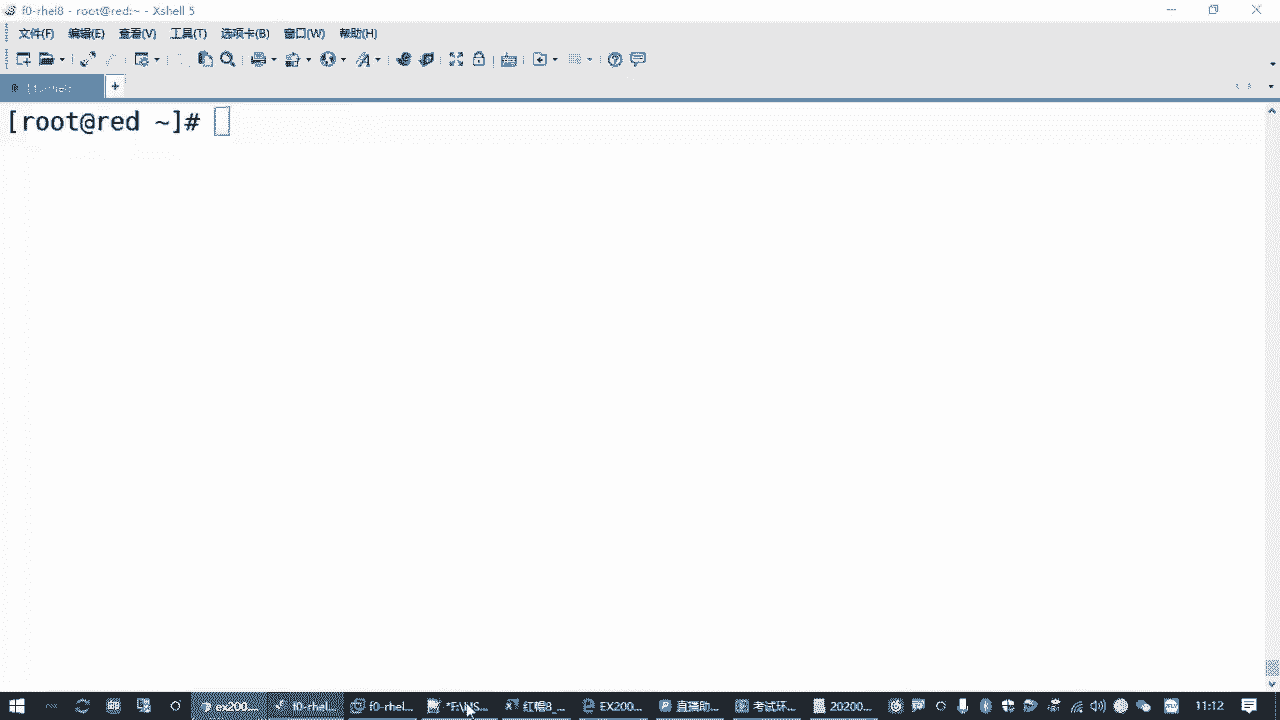 f0-rhel8 - root@red:~ - Xshell 5
文件(F) 编辑(E) 查看(V) 工具(T) 选项卡(B) 窗口(W) 帮助(H)
[root@red ~]#
ex200... f0-rhel... f0-rhel... 红帽8_... EX200... 直播助... 考试环... 20200... 11:12